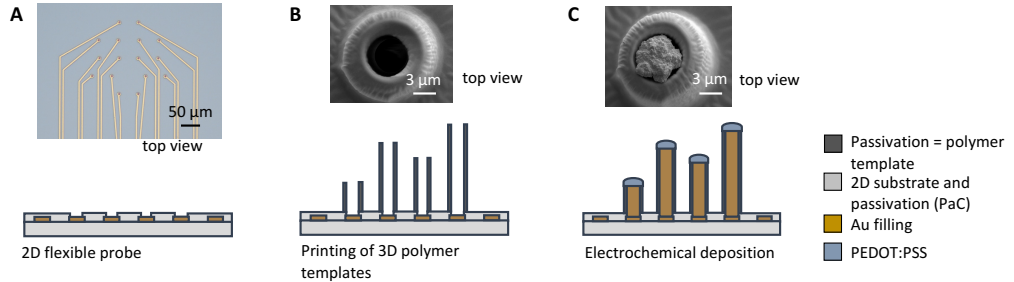 A
50 µm
top view
2D flexible probe
B
3 µm
top view
Printing of 3D polymer
templates
C
3 µm
top view
Electrochemical deposition
Passivation = polymer
template
2D substrate and
passivation (PaC)
Au filling
PEDOT:PSS